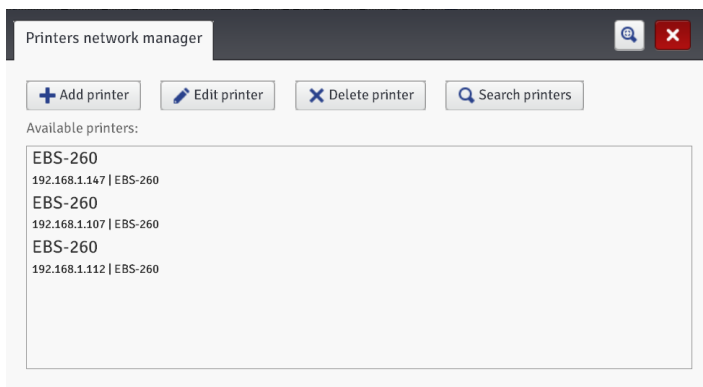 Printers network manager
Add printer
Edit printer
Delete printer
Search printers
Available printers:
EBS-260
192.168.1.147 | EBS-260
EBS-260
192.168.1.107 | EBS-260
EBS-260
192.168.1.112 | EBS-260